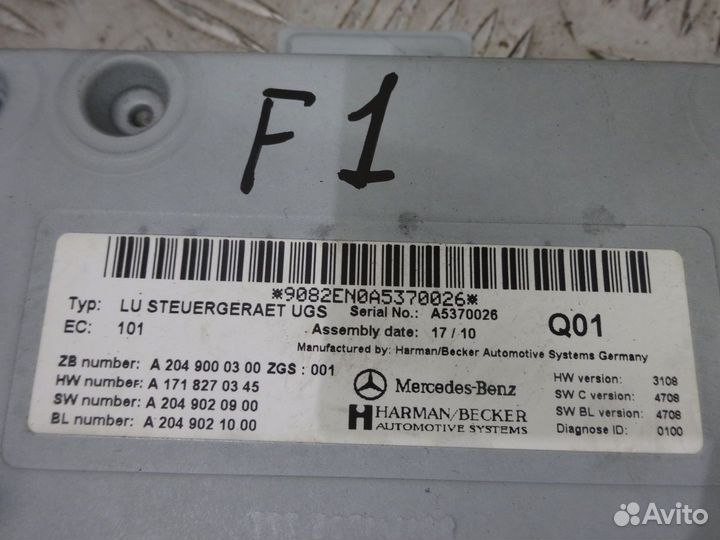 F1
*9082EN0A5370026*
Typ: LU STEUERGERAET UGS Serial No.: A5370026
EC: 101 Assembly date: 17/10 Q01
Manufactured by: Harman/Becker Automotive Systems Germany
ZB number: A 204 900 03 00 ZGS : 001
HW number: A 171 827 03 45
SW number: A 204 902 09 00
BL number: A 204 902 10 00
Mercedes-Benz
HARMAN/BECKER
AUTOMOTIVE SYSTEMS
HW version: 3108
SW C version: 4708
SW BL version: 4708
Diagnose ID: 0100
Avito